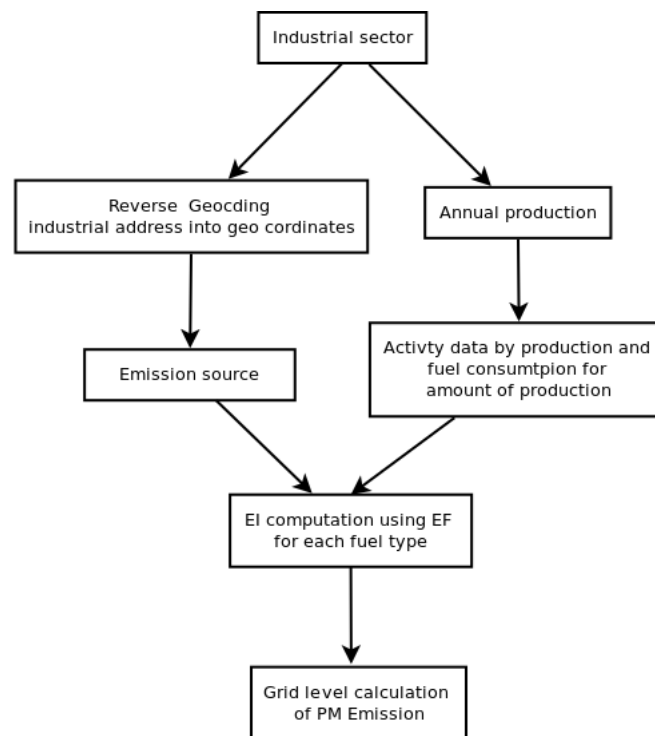 Industrial sector
Reverse Geocding
industrial address into geo cordinates
Annual production
Emission source
Activty data by production and
fuel consumtpion for
amount of production
EI computation using EF
for each fuel type
Grid level calculation
of PM Emission